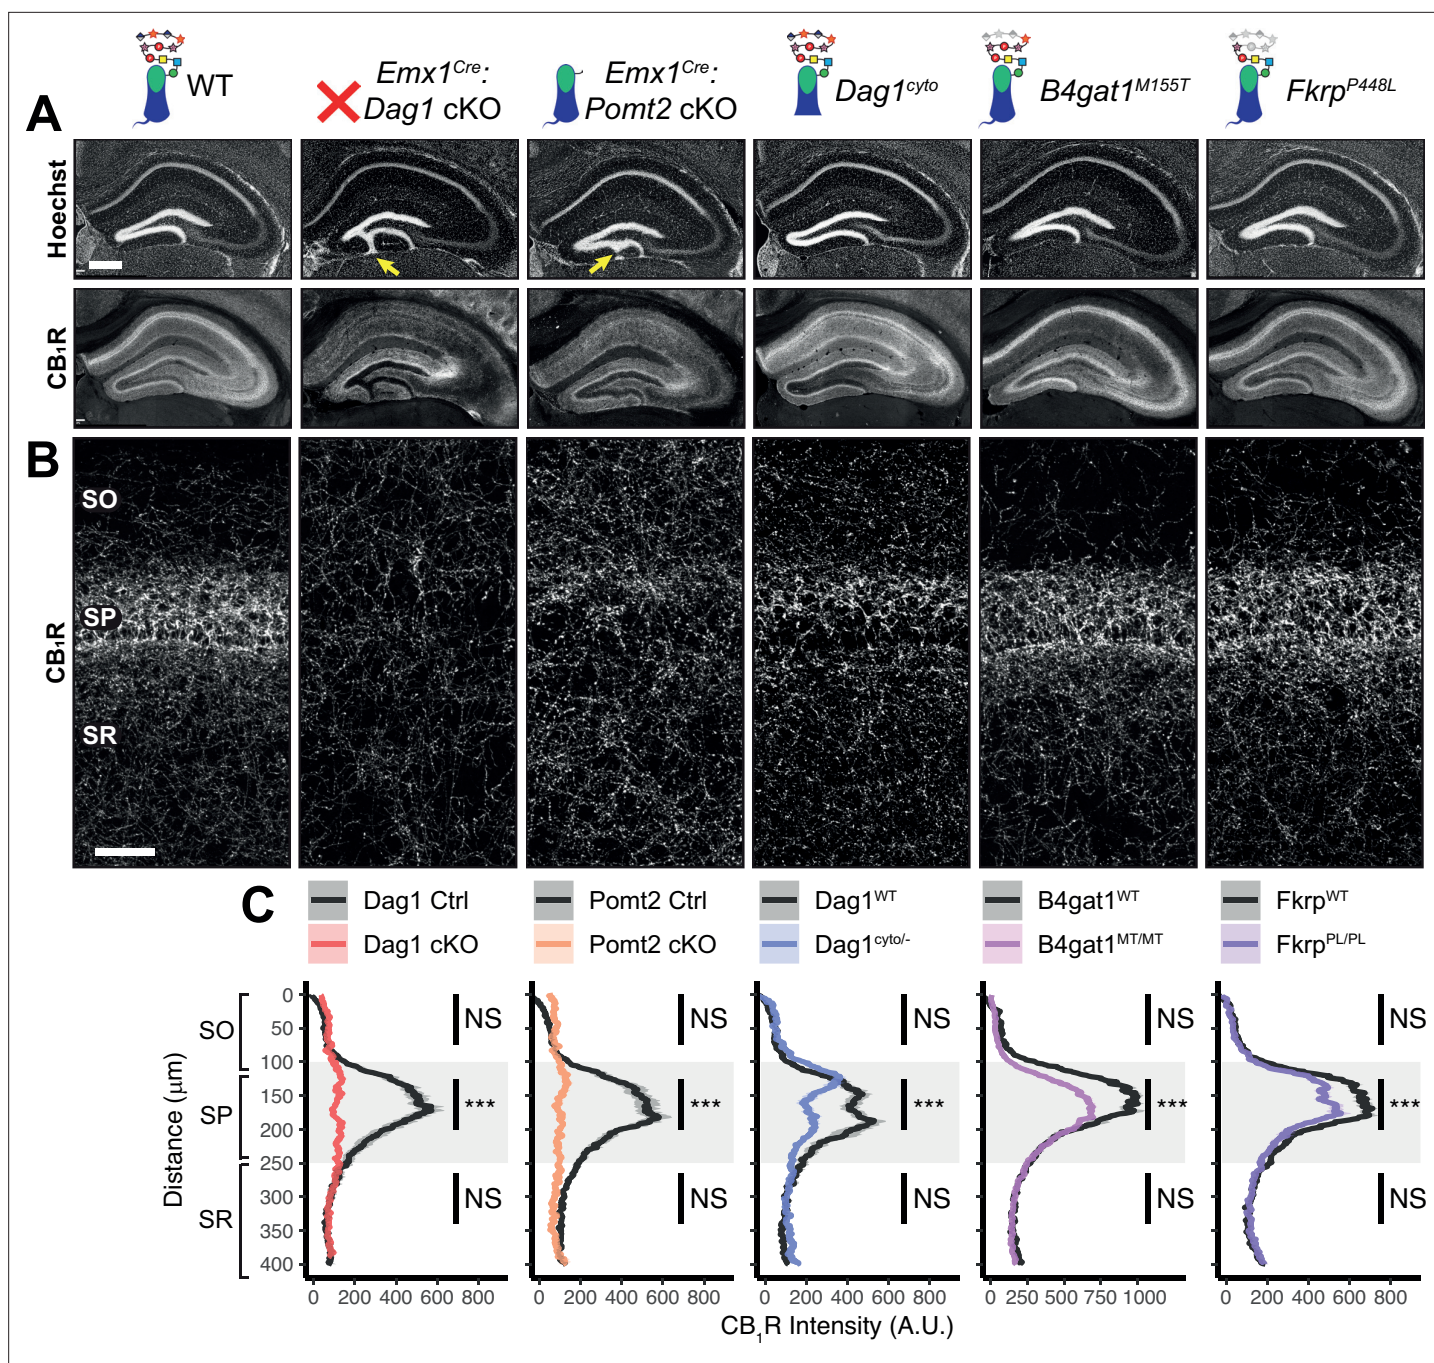 WT
Emx1Cre:
Dag1 cKO
Emx1Cre:
Pomt2 cKO
Dag1cyto
B4gat1M155T
FkrpP448L
A
Hoechst
CB1R
B
CB1R
SO
SP
SR
C
Dag1 Ctrl
Dag1 cKO
Pomt2 Ctrl
Pomt2 cKO
Dag1WT
Dag1cyto/-
B4gat1WT
B4gat1MT/MT
FkrpWT
FkrpPL/PL
Distance (μm)
SO
SP
SR
0
50
100
150
200
250
300
350
400
NS
***
NS
NS
***
NS
NS
***
NS
NS
***
NS
NS
***
NS
0 200 400 600 800
0 200 400 600 800
0 200 400 600 800
0 250 500 750 1000
0 200 400 600 800
CB1R Intensity (A.U.)